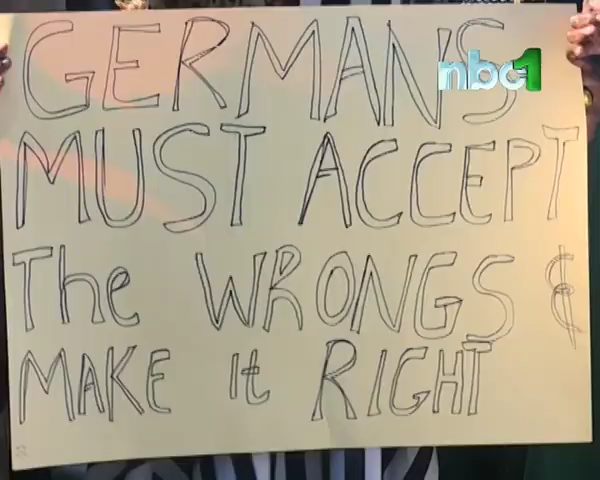 GERMANS
nbc1
MUST ACCEPT
The WRONGS &
MAKE It RIGHT